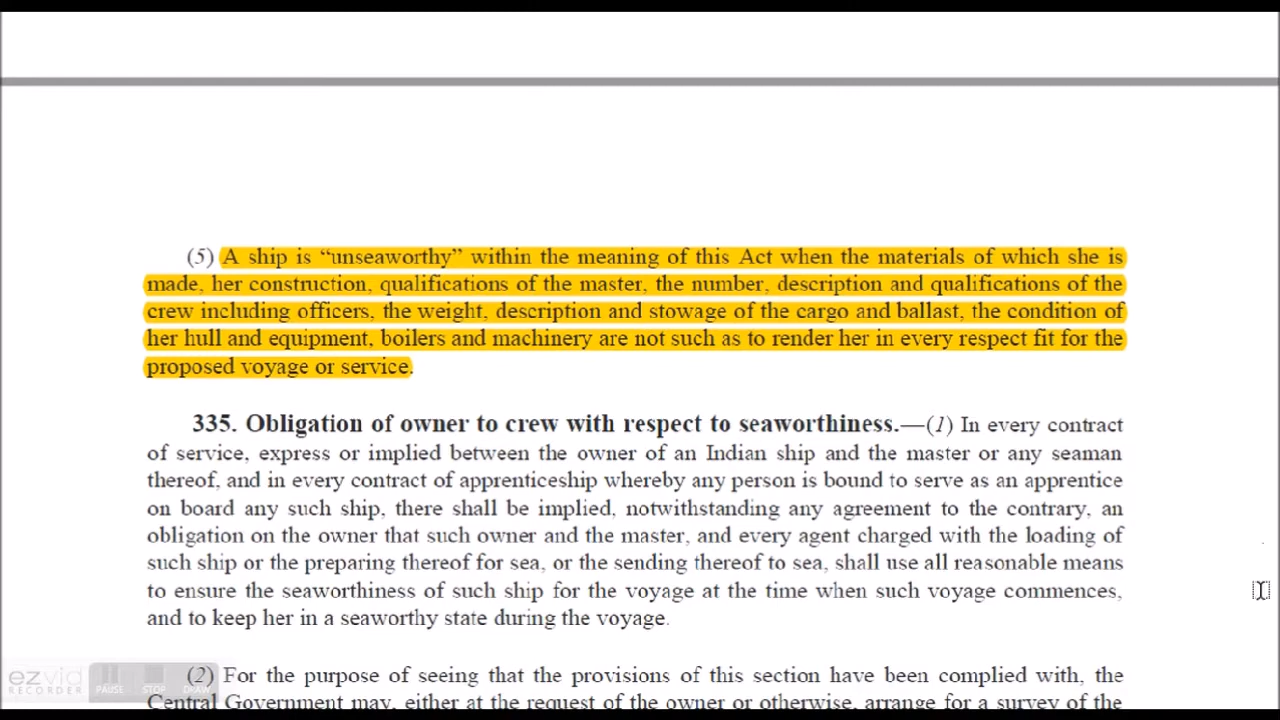 (5) A ship is “unseaworthy” within the meaning of this Act when the materials of which she is
made, her construction, qualifications of the master, the number, description and qualifications of the
crew including officers, the weight, description and stowage of the cargo and ballast, the condition of
her hull and equipment, boilers and machinery are not such as to render her in every respect fit for the
proposed voyage or service.
335. Obligation of owner to crew with respect to seaworthiness.—(1) In every contract
of service, express or implied between the owner of an Indian ship and the master or any seaman
thereof, and in every contract of apprenticeship whereby any person is bound to serve as an apprentice
on board any such ship, there shall be implied, notwithstanding any agreement to the contrary, an
obligation on the owner that such owner and the master, and every agent charged with the loading of
such ship or the preparing thereof for sea, or the sending thereof to sea, shall use all reasonable means
to ensure the seaworthiness of such ship for the voyage at the time when such voyage commences,
and to keep her in a seaworthy state during the voyage.
(2) For the purpose of seeing that the provisions of this section have been complied with, the
Central Government may, either at the request of the owner or otherwise, arrange for a survey of the
ezvid
RECORDER
PAUSE STOP DRAW